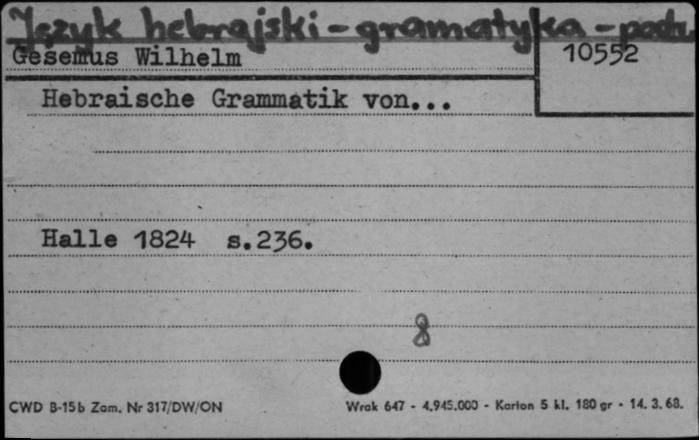 Język hebrajski - gramatyka - podr.
Gesemus Wilhelm
10552
Hebraische Grammatik von...
Halle 1824 s.236.
8
CWD B-15b Zam. Nr 317/DW/ON
Wrak 647 - 4.945.000 - Karton 5 kl. 180 gr - 14. 3. 68.